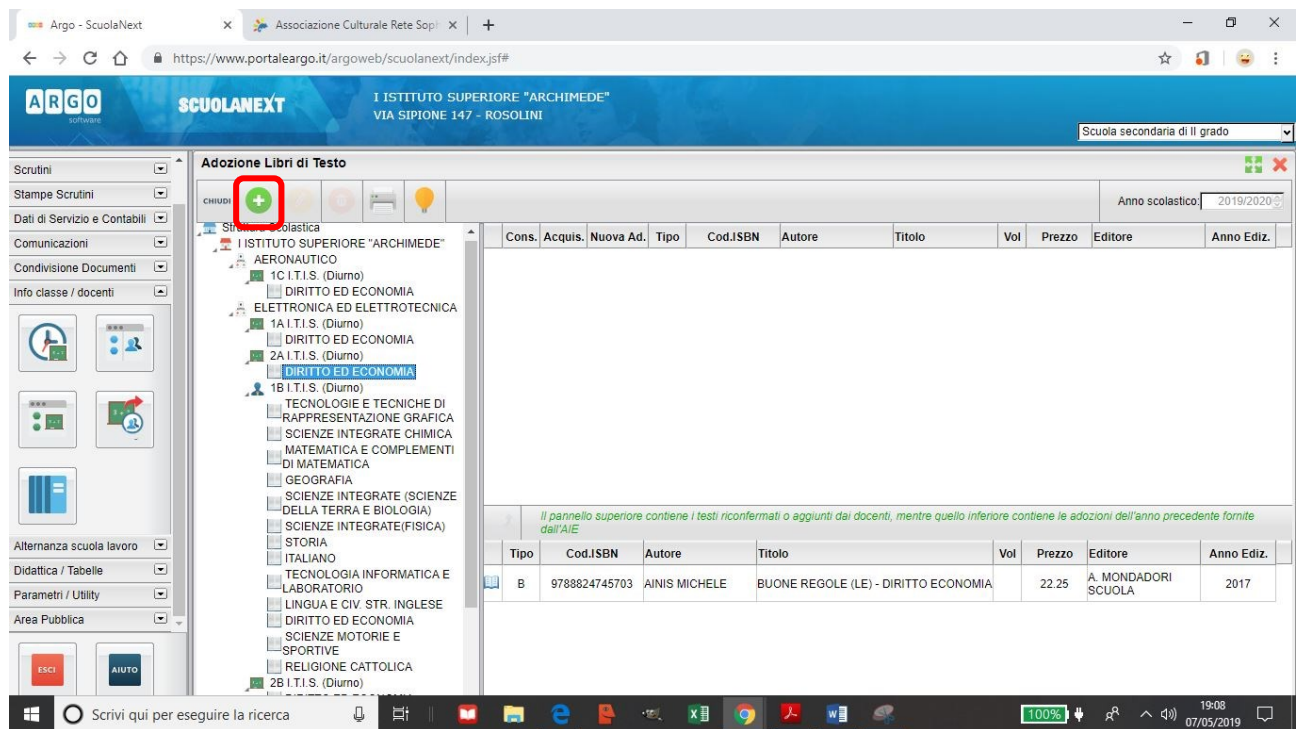 Argo - ScuolaNext
Associazione Culturale Rete Soph
https://www.portaleargo.it/argoweb/scuolanext/index.jsf#
ARGO
software
SCUOLANEXT
I ISTITUTO SUPERIORE "ARCHIMEDE"
VIA SIPIONE 147 - ROSOLINI
Scuola secondaria di II grado
Scrutini
Stampe Scrutini
Dati di Servizio e Contabili
Comunicazioni
Condivisione Documenti
Info classe / docenti
Alternanza scuola lavoro
Didattica / Tabelle
Parametri / Utility
Area Pubblica
ESCI
AIUTO
Adozione Libri di Testo
CHIUDI
Anno scolastico: 2019/2020
Struttura Scolastica
I ISTITUTO SUPERIORE "ARCHIMEDE"
AERONAUTICO
1C I.T.I.S. (Diurno)
DIRITTO ED ECONOMIA
ELETTRONICA ED ELETTROTECNICA
1A I.T.I.S. (Diurno)
DIRITTO ED ECONOMIA
2A I.T.I.S. (Diurno)
DIRITTO ED ECONOMIA
1B I.T.I.S. (Diurno)
TECNOLOGIE E TECNICHE DI
RAPPRESENTAZIONE GRAFICA
SCIENZE INTEGRATE CHIMICA
MATEMATICA E COMPLEMENTI
DI MATEMATICA
GEOGRAFIA
SCIENZE INTEGRATE (SCIENZE
DELLA TERRA E BIOLOGIA)
SCIENZE INTEGRATE(FISICA)
STORIA
ITALIANO
TECNOLOGIA INFORMATICA E
LABORATORIO
LINGUA E CIV. STR. INGLESE
DIRITTO ED ECONOMIA
SCIENZE MOTORIE E
SPORTIVE
RELIGIONE CATTOLICA
2B I.T.I.S. (Diurno)
Cons. Acquis. Nuova Ad. Tipo Cod.ISBN Autore Titolo Vol Prezzo Editore Anno Ediz.
Il pannello superiore contiene i testi riconfermati o aggiunti dai docenti, mentre quello inferiore contiene le adozioni dell'anno precedente fornite
dall'AIE
Tipo Cod.ISBN Autore Titolo Vol Prezzo Editore Anno Ediz.
B 9788824745703 AINIS MICHELE BUONE REGOLE (LE) - DIRITTO ECONOMIA 22.25 A. MONDADORI
SCUOLA 2017
Scrivi qui per eseguire la ricerca
100%
19:08
07/05/2019